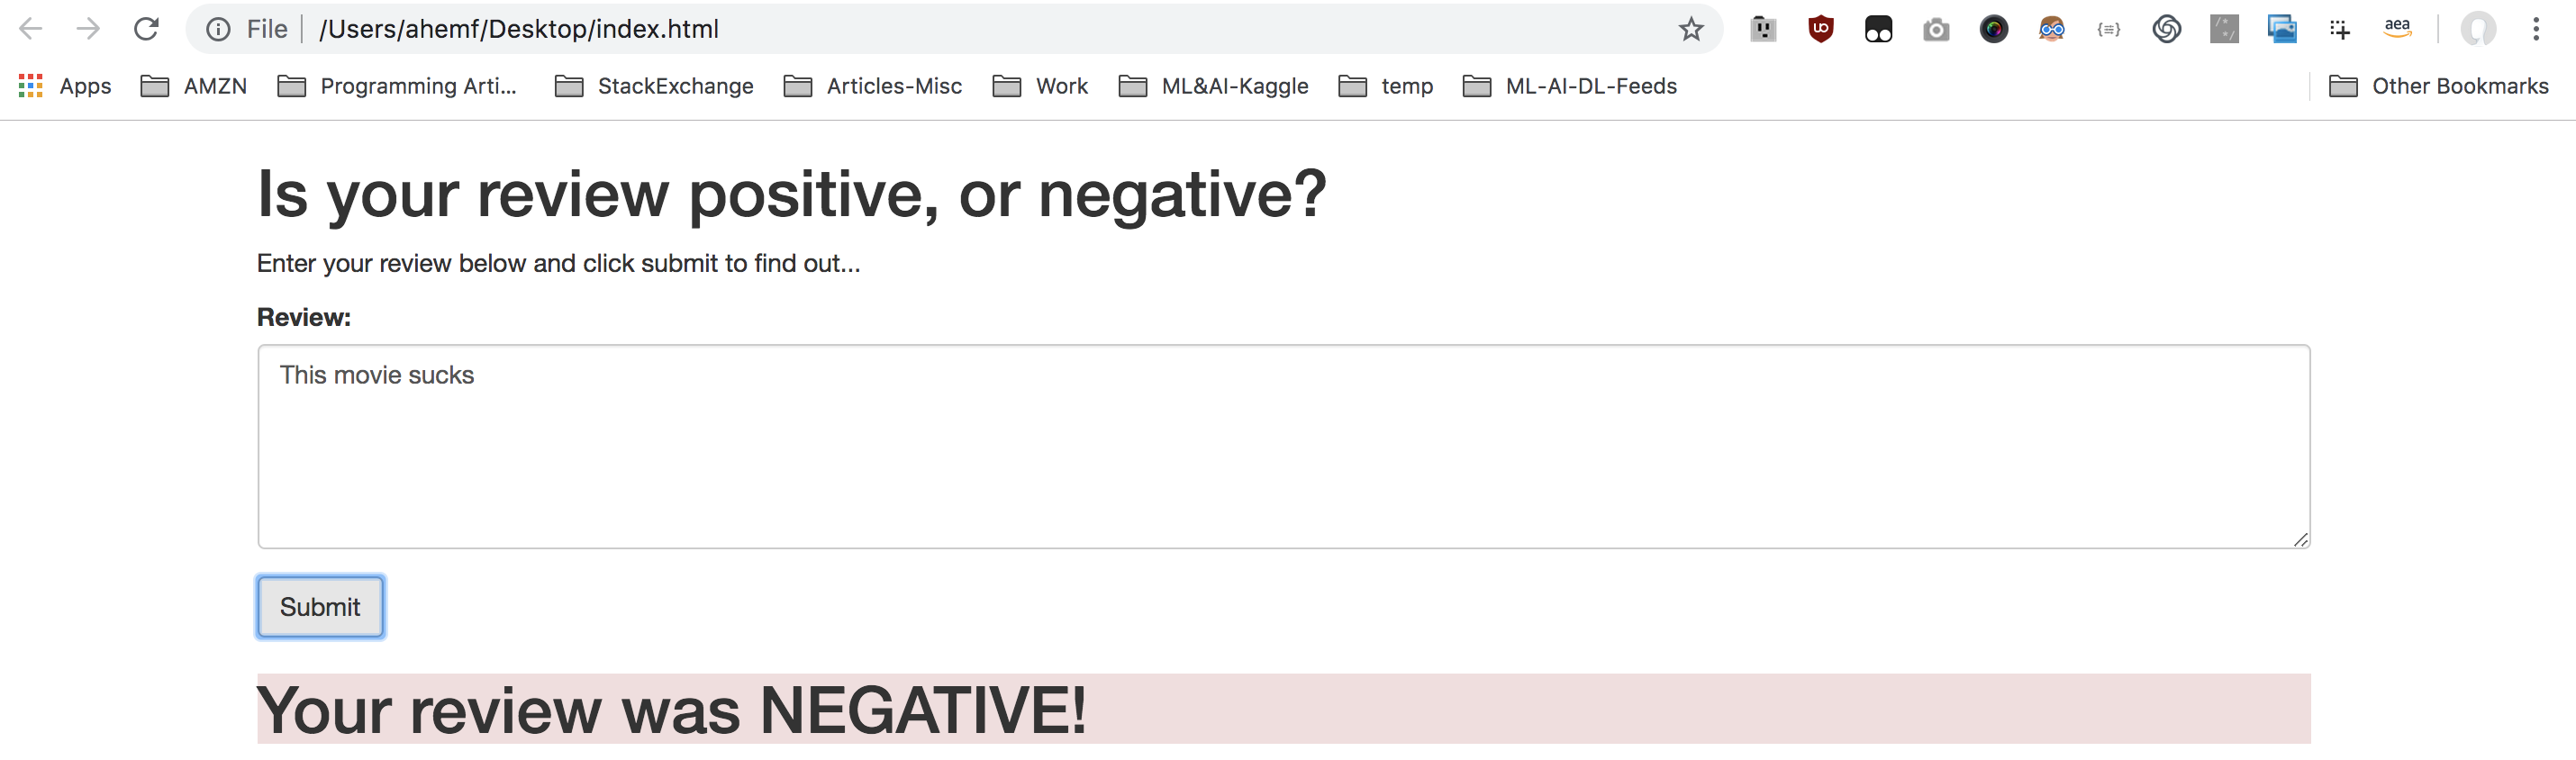 File /Users/ahemf/Desktop/index.html
aea
Apps AMZN Programming Arti... StackExchange Articles-Misc Work ML&AI-Kaggle temp ML-AI-DL-Feeds Other Bookmarks
Is your review positive, or negative?
Enter your review below and click submit to find out...
Review:
This movie sucks
Submit
Your review was NEGATIVE!